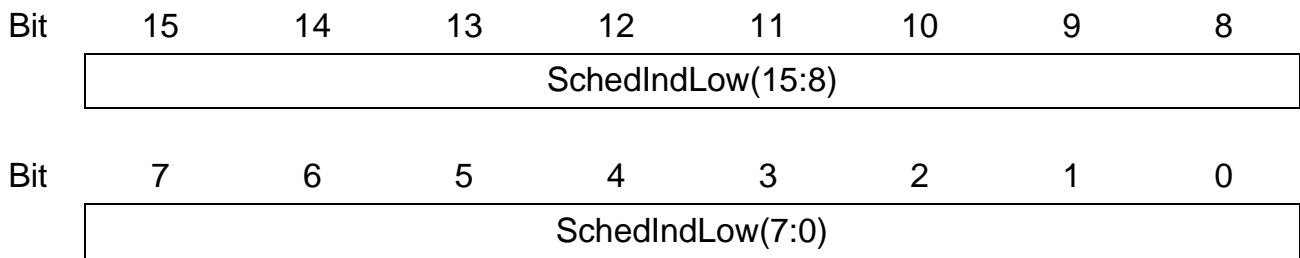 Bit 15 14 13 12 11 10 9 8
SchedIndLow(15:8)
Bit 7 6 5 4 3 2 1 0
SchedIndLow(7:0)